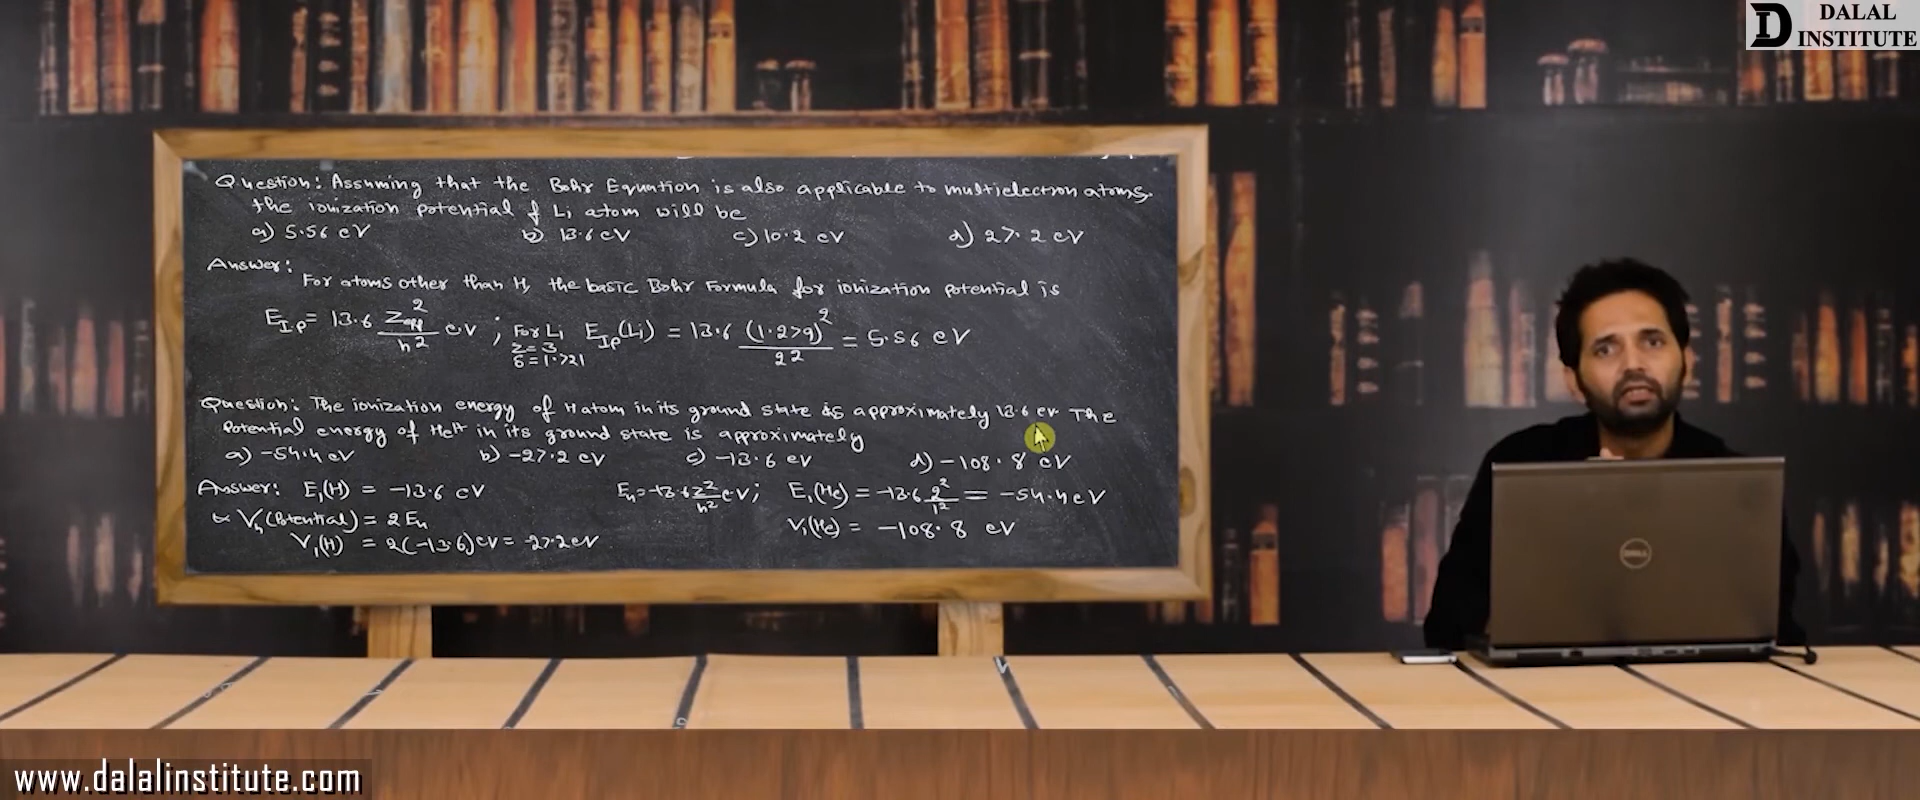 DALAL
INSTITUTE
Question: Assuming that the Bohr Equation is also applicable to multielectron atoms.
the ionization potential of Li atom will be
a) 5.56 eV b) 13.6 eV c) 10.2 eV d) 27.2 eV
Answer:
For atoms other than H, the basic Bohr Formula for ionization potential is
E_IP = 13.6 Z_eff²/n² eV ; For Li E_IP(Li) = 13.6 (1.279)²/2² = 5.56 eV
Z = 3
σ = 1.721
Question: The ionization energy of H atom in its ground state is approximately 13.6 eV The
Potential energy of He in its ground state is approximately
a) -54.4 eV b) -27.2 eV c) -13.6 eV d) -108.8 eV
Answer: E₁(H) = -13.6 eV Eₙ = -13.6 Z²/n² eV; E₁(He) = -13.6 2²/1² = -54.4 eV
Vₙ(Potential) = 2Eₙ V₁(He) = -108.8 eV
V₁(H) = 2(-13.6)eV = -27.2 eV
DELL
www.dalalinstitute.com